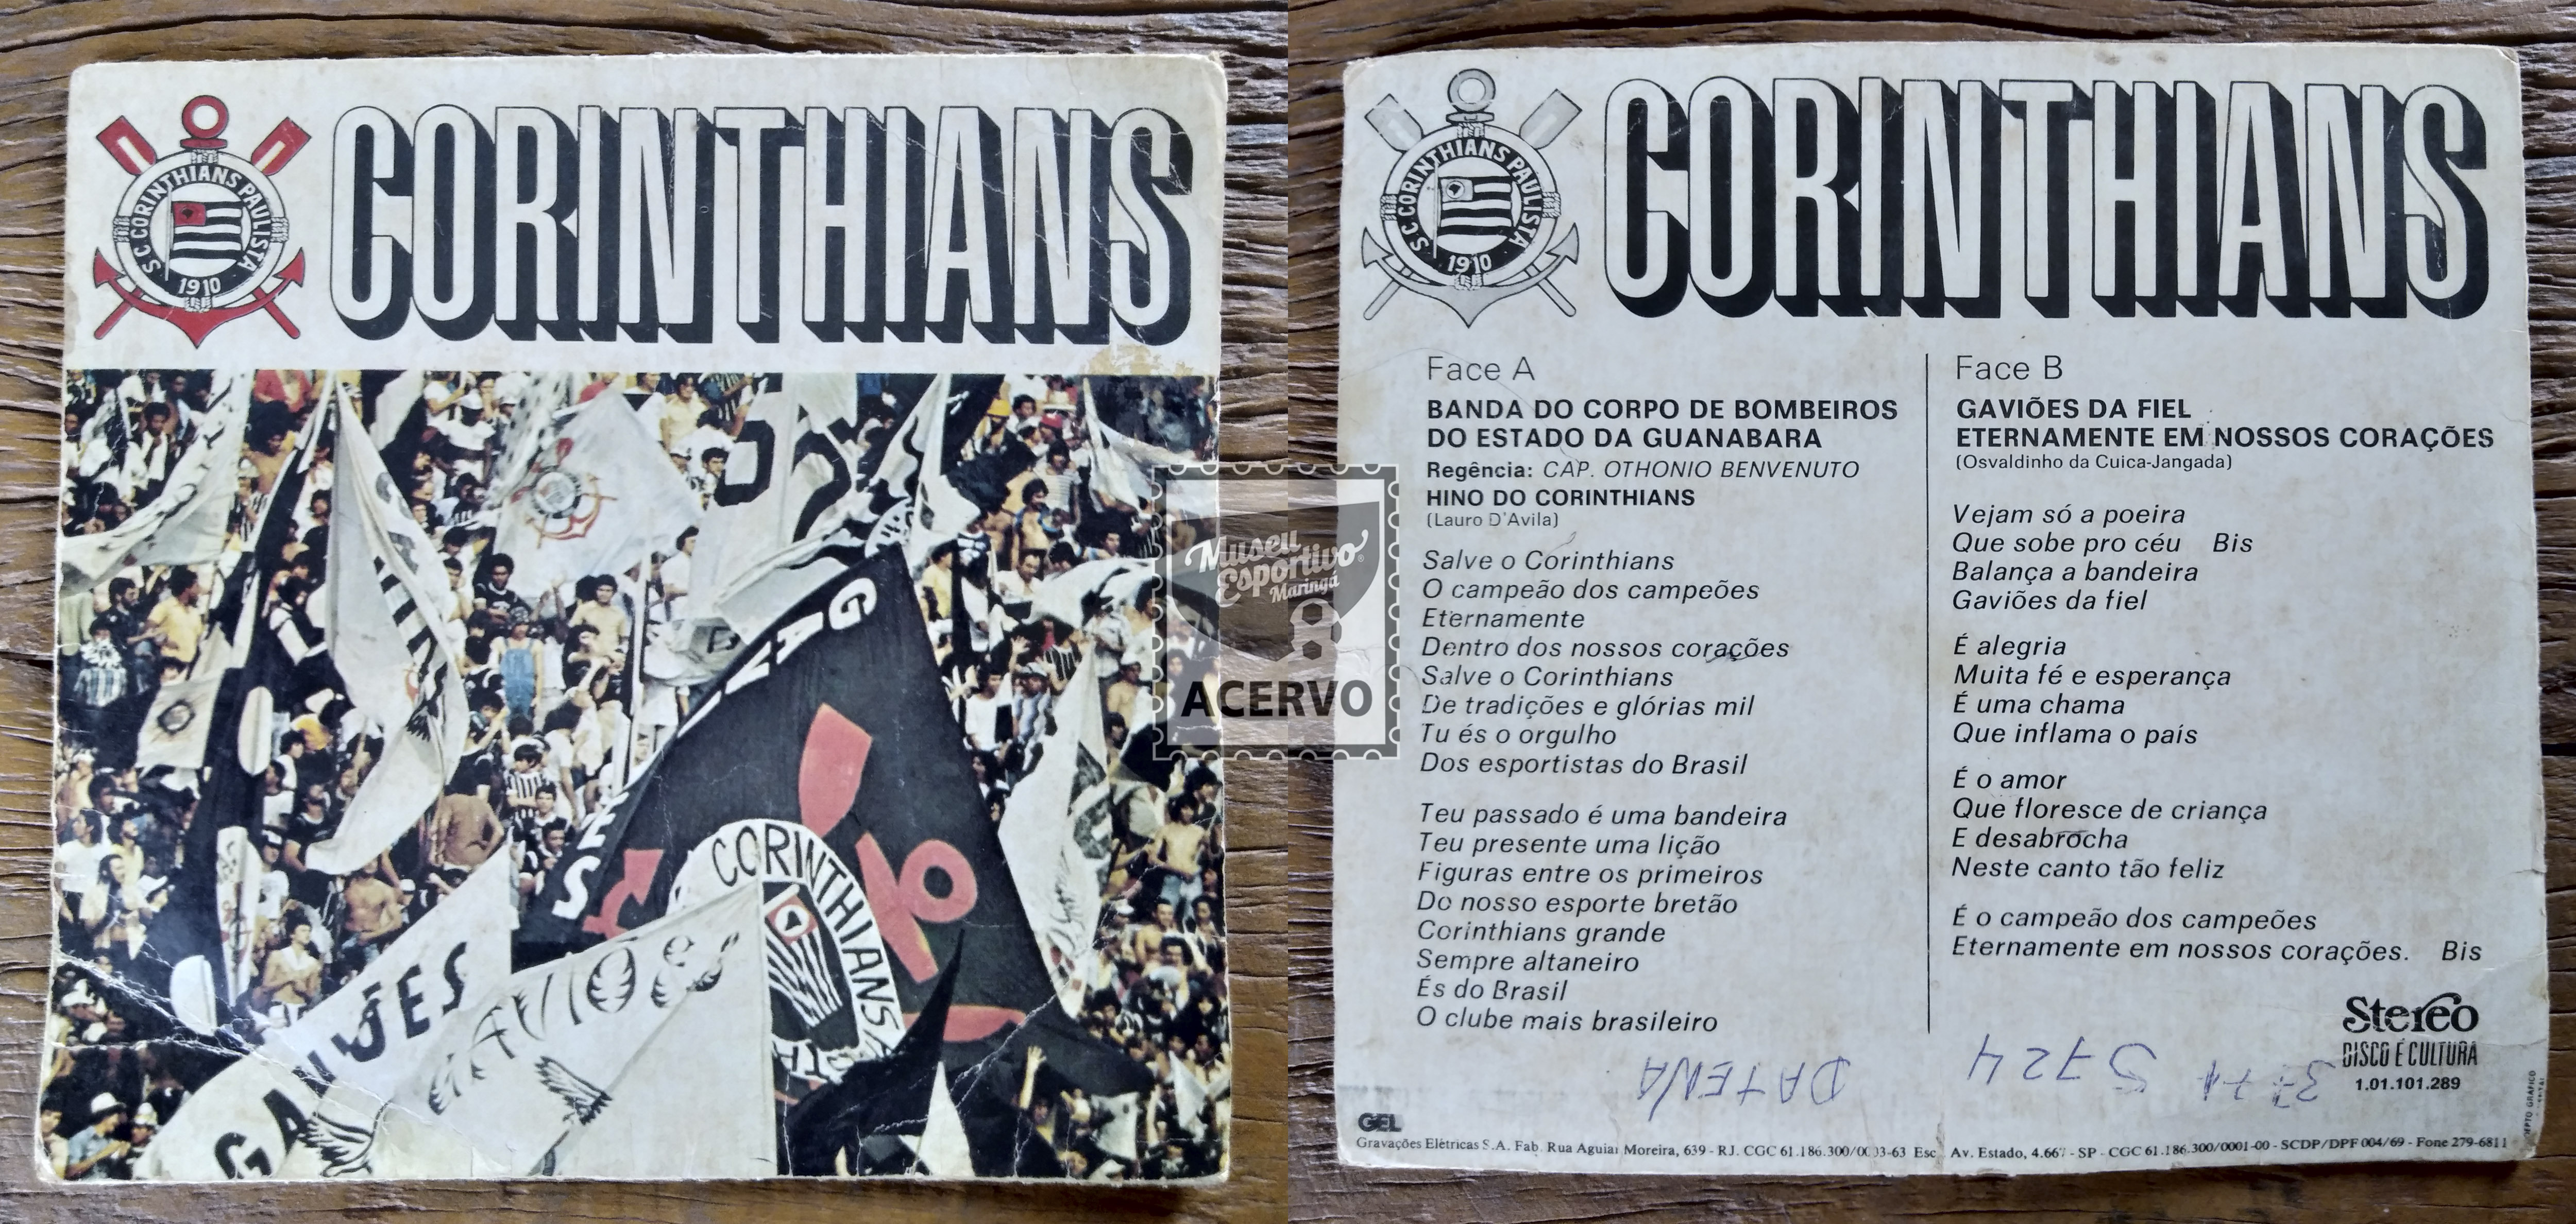 CORINTHIANS
S C CORINTHIANS PAULISTA
1910
GAVI
ES
CORINTHIANS
GAVIÕES
GAVIÕES
Museu
Esportivo®
Maringá
ACERVO
CORINTHIANS
S C CORINTHIANS PAULISTA
1910
Face A
BANDA DO CORPO DE BOMBEIROS
DO ESTADO DA GUANABARA
Regência: CAP. OTHONIO BENVENUTO
HINO DO CORINTHIANS
(Lauro D'Avila)
Salve o Corinthians
O campeão dos campeões
Eternamente
Dentro dos nossos corações
Salve o Corinthians
De tradições e glórias mil
Tu és o orgulho
Dos esportistas do Brasil
Teu passado é uma bandeira
Teu presente uma lição
Figuras entre os primeiros
Do nosso esporte bretão
Corinthians grande
Sempre altaneiro
És do Brasil
O clube mais brasileiro
Face B
GAVIÕES DA FIEL
ETERNAMENTE EM NOSSOS CORAÇÕES
(Osvaldinho da Cuica-Jangada)
Vejam só a poeira
Que sobe pro céu Bis
Balança a bandeira
Gaviões da fiel
É alegria
Muita fé e esperança
É uma chama
Que inflama o país
É o amor
Que floresce de criança
E desabrocha
Neste canto tão feliz
É o campeão dos campeões
Eternamente em nossos corações. Bis
Stereo
DISCO É CULTURA
1.01.101.289
DATENA
GEL
Gravações Elétricas S.A. Fab. Rua Aguiar Moreira, 639 - RJ. CGC 61.186.300/0003-63 Esc. Av. Estado, 4.667 - SP - CGC 61.186.300/0001-00 - SCDP/DPF 004/69 - Fone 279-6811